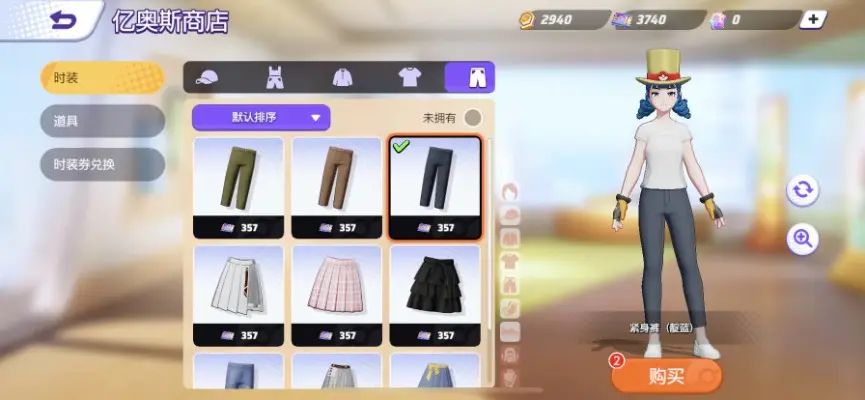 亿奥斯商店
2940
3740
0
时装
道具
时装券兑换
默认排序
未拥有
357
357
357
357
357
357
紧身裤（靛蓝）
2
购买